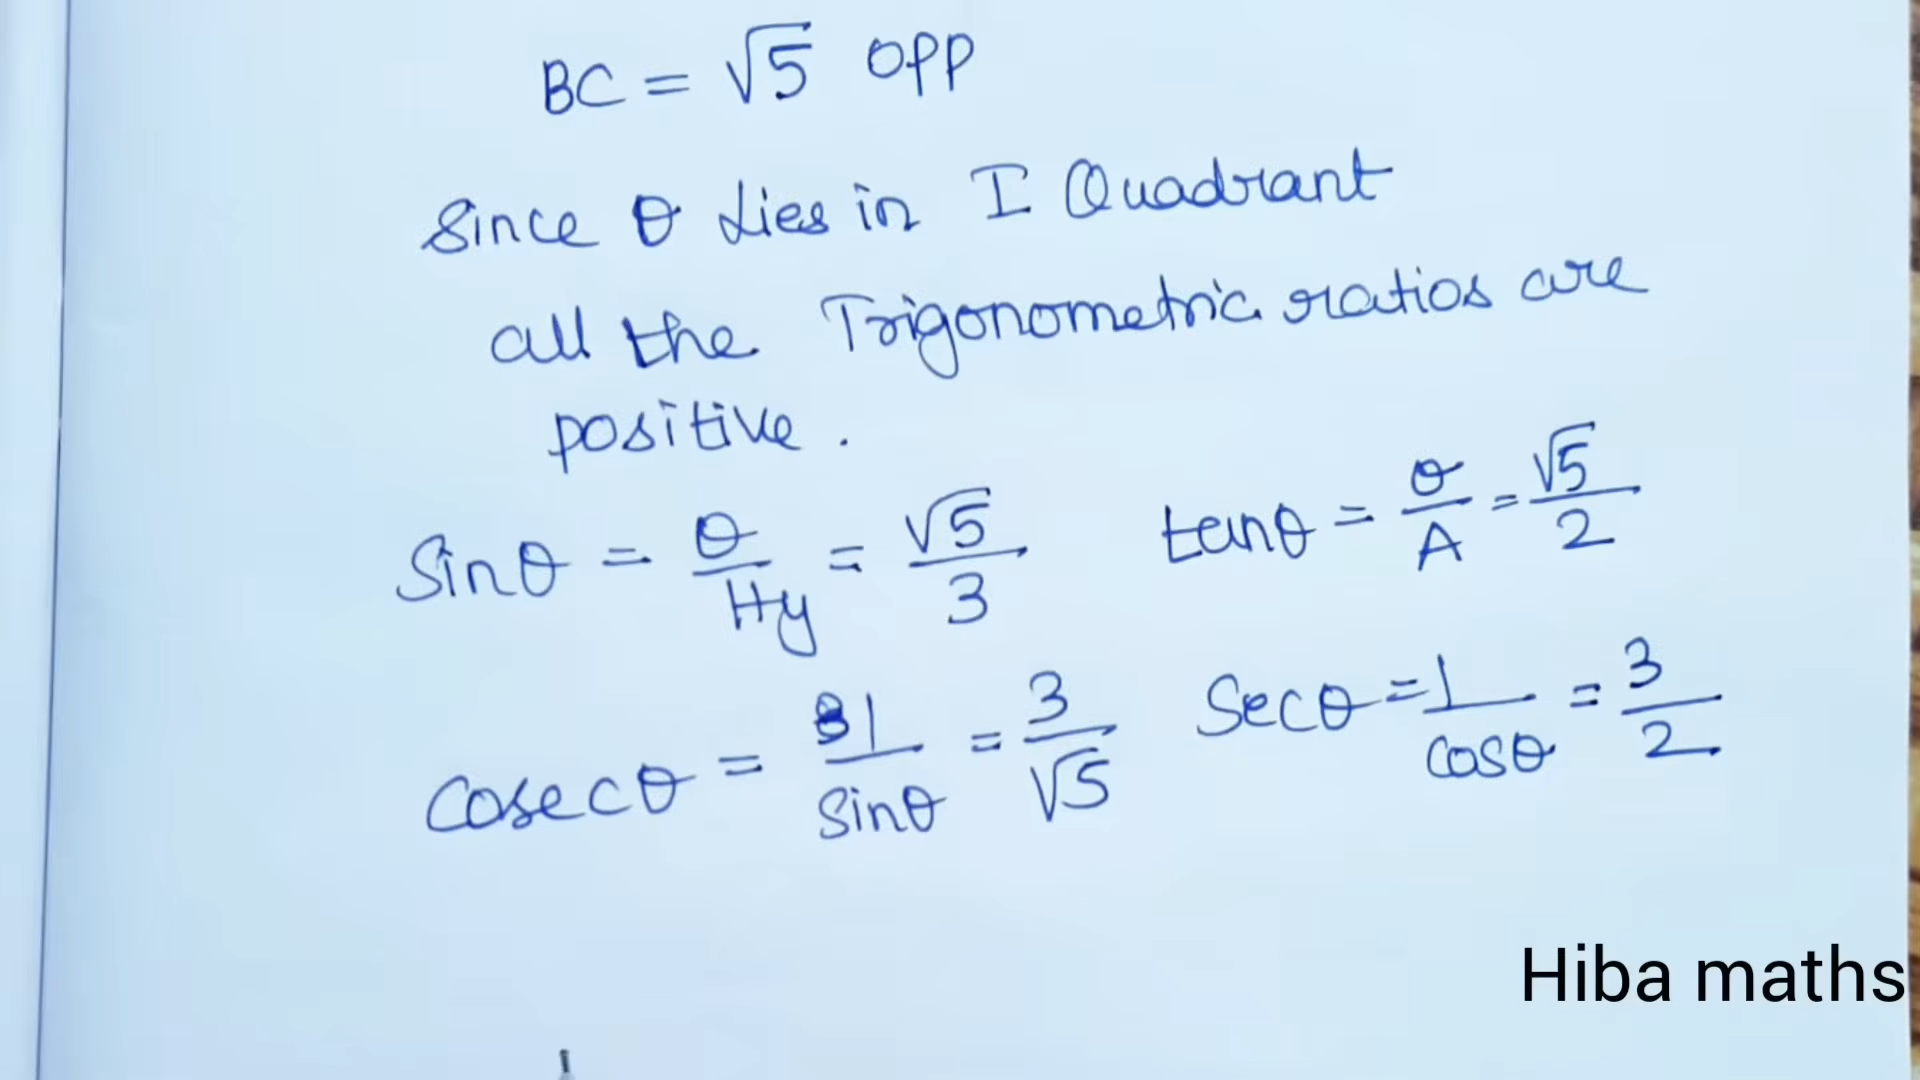 BC = √5 opp
Since θ Lies in I Quadrant
all the Trigonometric ratios are
positive.
Sinθ = O/Hy = √5/3 tanθ = O/A = √5/2
Cosecθ = 1/sinθ = 3/√5 Secθ = 1/cosθ = 3/2
Hiba maths